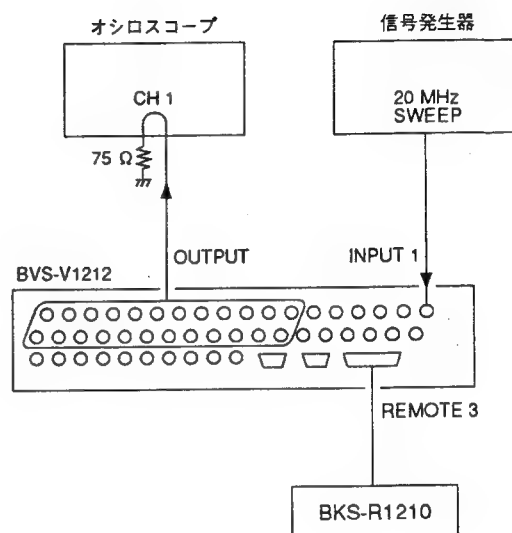 オシロスコープ
信号発生器
CH 1
20 MHz
SWEEP
75 Ω
OUTPUT
INPUT 1
BVS-V1212
REMOTE 3
BKS-R1210